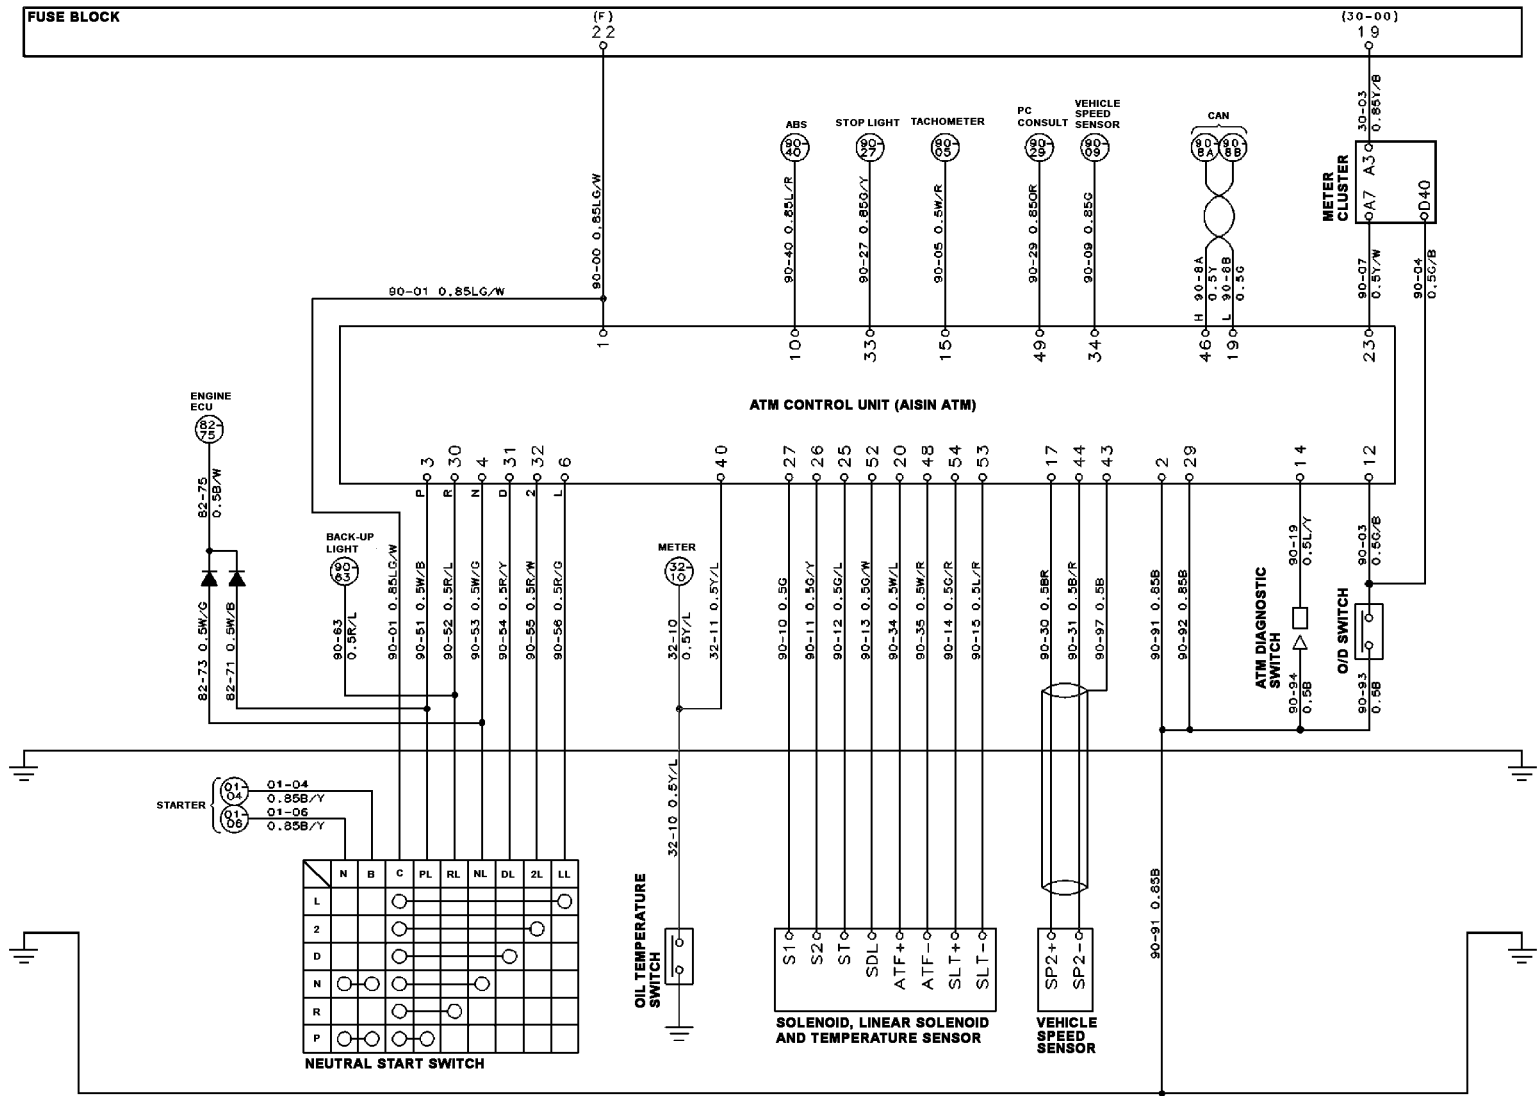 FUSE BLOCK
(F)
22
(30-00)
19
30-03
0.85Y/B
ABS
90-
40
STOP LIGHT
90-
27
TACHOMETER
90-
05
PC
CONSULT
90-
29
VEHICLE
SPEED
SENSOR
90-
09
CAN
90-
8A
90-
8B
METER
CLUSTER
A3
A7
D40
90-00 0.85LG/W
90-01 0.85LG/W
90-40 0.85L/R
90-27 0.85G/Y
90-05 0.5W/R
90-29 0.85OR
90-09 0.85G
H 90-8A
0.5Y
L 90-8B
0.5G
90-07
0.5Y/W
90-04
0.5G/B
1
10
33
15
49
34
46
19
23
ATM CONTROL UNIT (AISIN ATM)
ENGINE
ECU
82-
75
82-75
0.5B/W
3
30
4
31
32
6
40
27
26
25
52
20
48
54
53
17
44
43
2
29
14
12
P
R
N
D
2
L
BACK-UP
LIGHT
90-
63
90-63
0.5R/L
82-73 0.5W/G
82-71 0.5W/B
90-01 0.85LG/W
90-51 0.5W/B
90-52 0.5R/L
90-53 0.5W/G
90-54 0.5R/Y
90-55 0.5R/W
90-56 0.5R/G
METER
32-
10
32-10
0.5Y/L
32-11 0.5Y/L
90-10 0.5G
90-11 0.5G/Y
90-12 0.5G/L
90-13 0.5G/W
90-34 0.5W/L
90-35 0.5W/R
90-14 0.5G/R
90-15 0.5L/R
90-30 0.5BR
90-31 0.5B/R
90-97 0.5B
90-91 0.85B
90-92 0.85B
90-19
0.5L/Y
ATM DIAGNOSTIC
SWITCH
90-94
0.5B
90-03
0.5G/B
O/D SWITCH
90-93
0.5B
STARTER
01-
04
01-04
0.85B/Y
01-
06
01-06
0.85B/Y
32-10 0.5Y/L
90-91 0.85B
N B C PL RL NL DL 2L LL
L
2
D
N
R
P
NEUTRAL START SWITCH
OIL TEMPERATURE
SWITCH
S1
S2
ST
SDL
ATF+
ATF-
SLT+
SLT-
SOLENOID, LINEAR SOLENOID
AND TEMPERATURE SENSOR
SP2+
SP2-
VEHICLE
SPEED
SENSOR